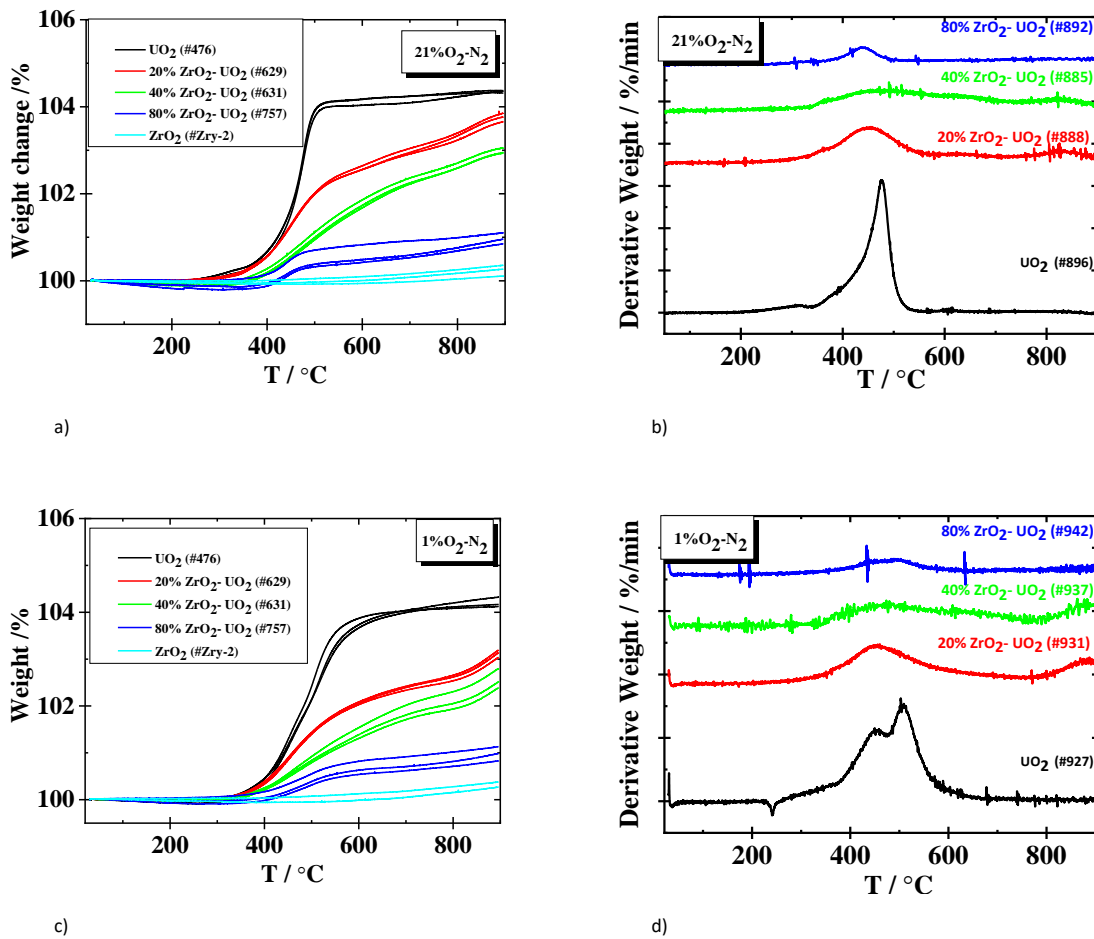 106
104
102
100
Weight change /%
UO2 (#476)
20% ZrO2- UO2 (#629)
40% ZrO2- UO2 (#631)
80% ZrO2- UO2 (#757)
ZrO2 (#Zry-2)
21%O2-N2
200 400 600 800
T / °C
a)
Derivative Weight / %/min
21%O2-N2
80% ZrO2- UO2 (#892)
40% ZrO2- UO2 (#885)
20% ZrO2- UO2 (#888)
UO2 (#896)
200 400 600 800
T / °C
b)
106
104
102
100
Weight /%
UO2 (#476)
20% ZrO2- UO2 (#629)
40% ZrO2- UO2 (#631)
80% ZrO2- UO2 (#757)
ZrO2 (#Zry-2)
1%O2-N2
200 400 600 800
T / °C
c)
Derivative Weight / %/min
1%O2-N2
80% ZrO2- UO2 (#942)
40% ZrO2- UO2 (#937)
20% ZrO2- UO2 (#931)
UO2 (#927)
200 400 600 800
T / °C
d)